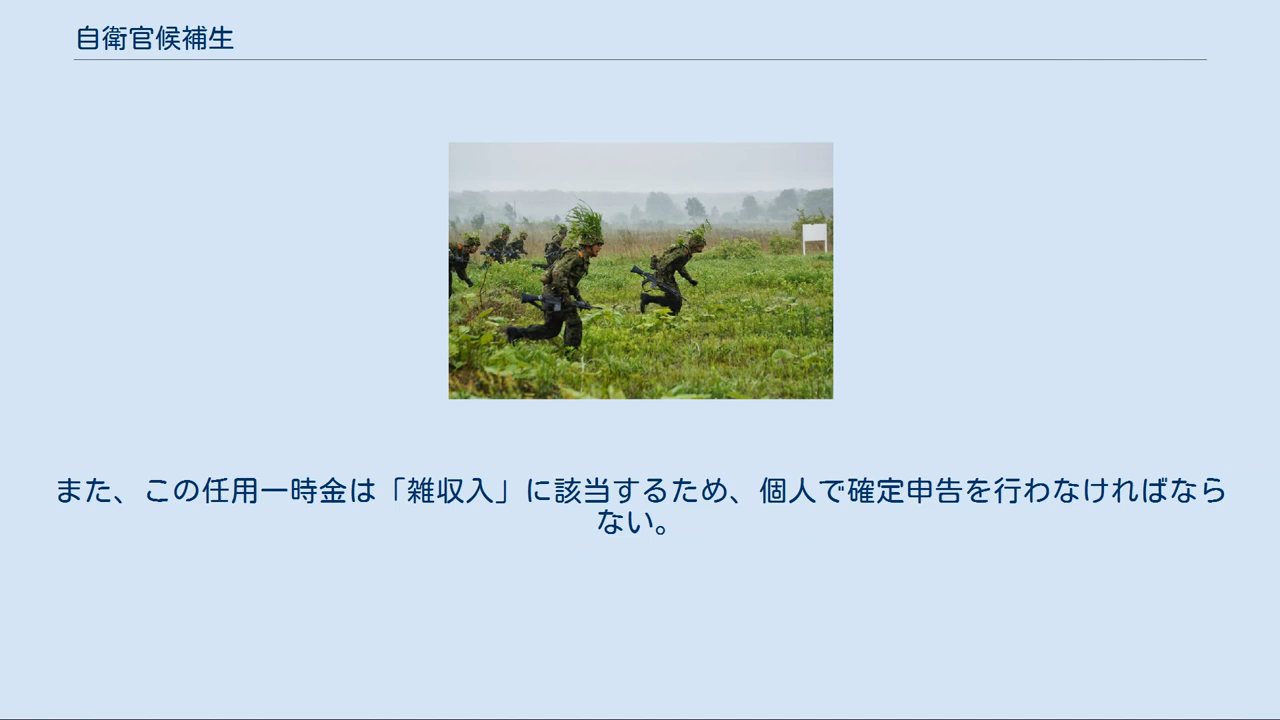 自衛官候補生
また、この任用一時金は「雑収入」に該当するため、個人で確定申告を行わなければなら
ない。